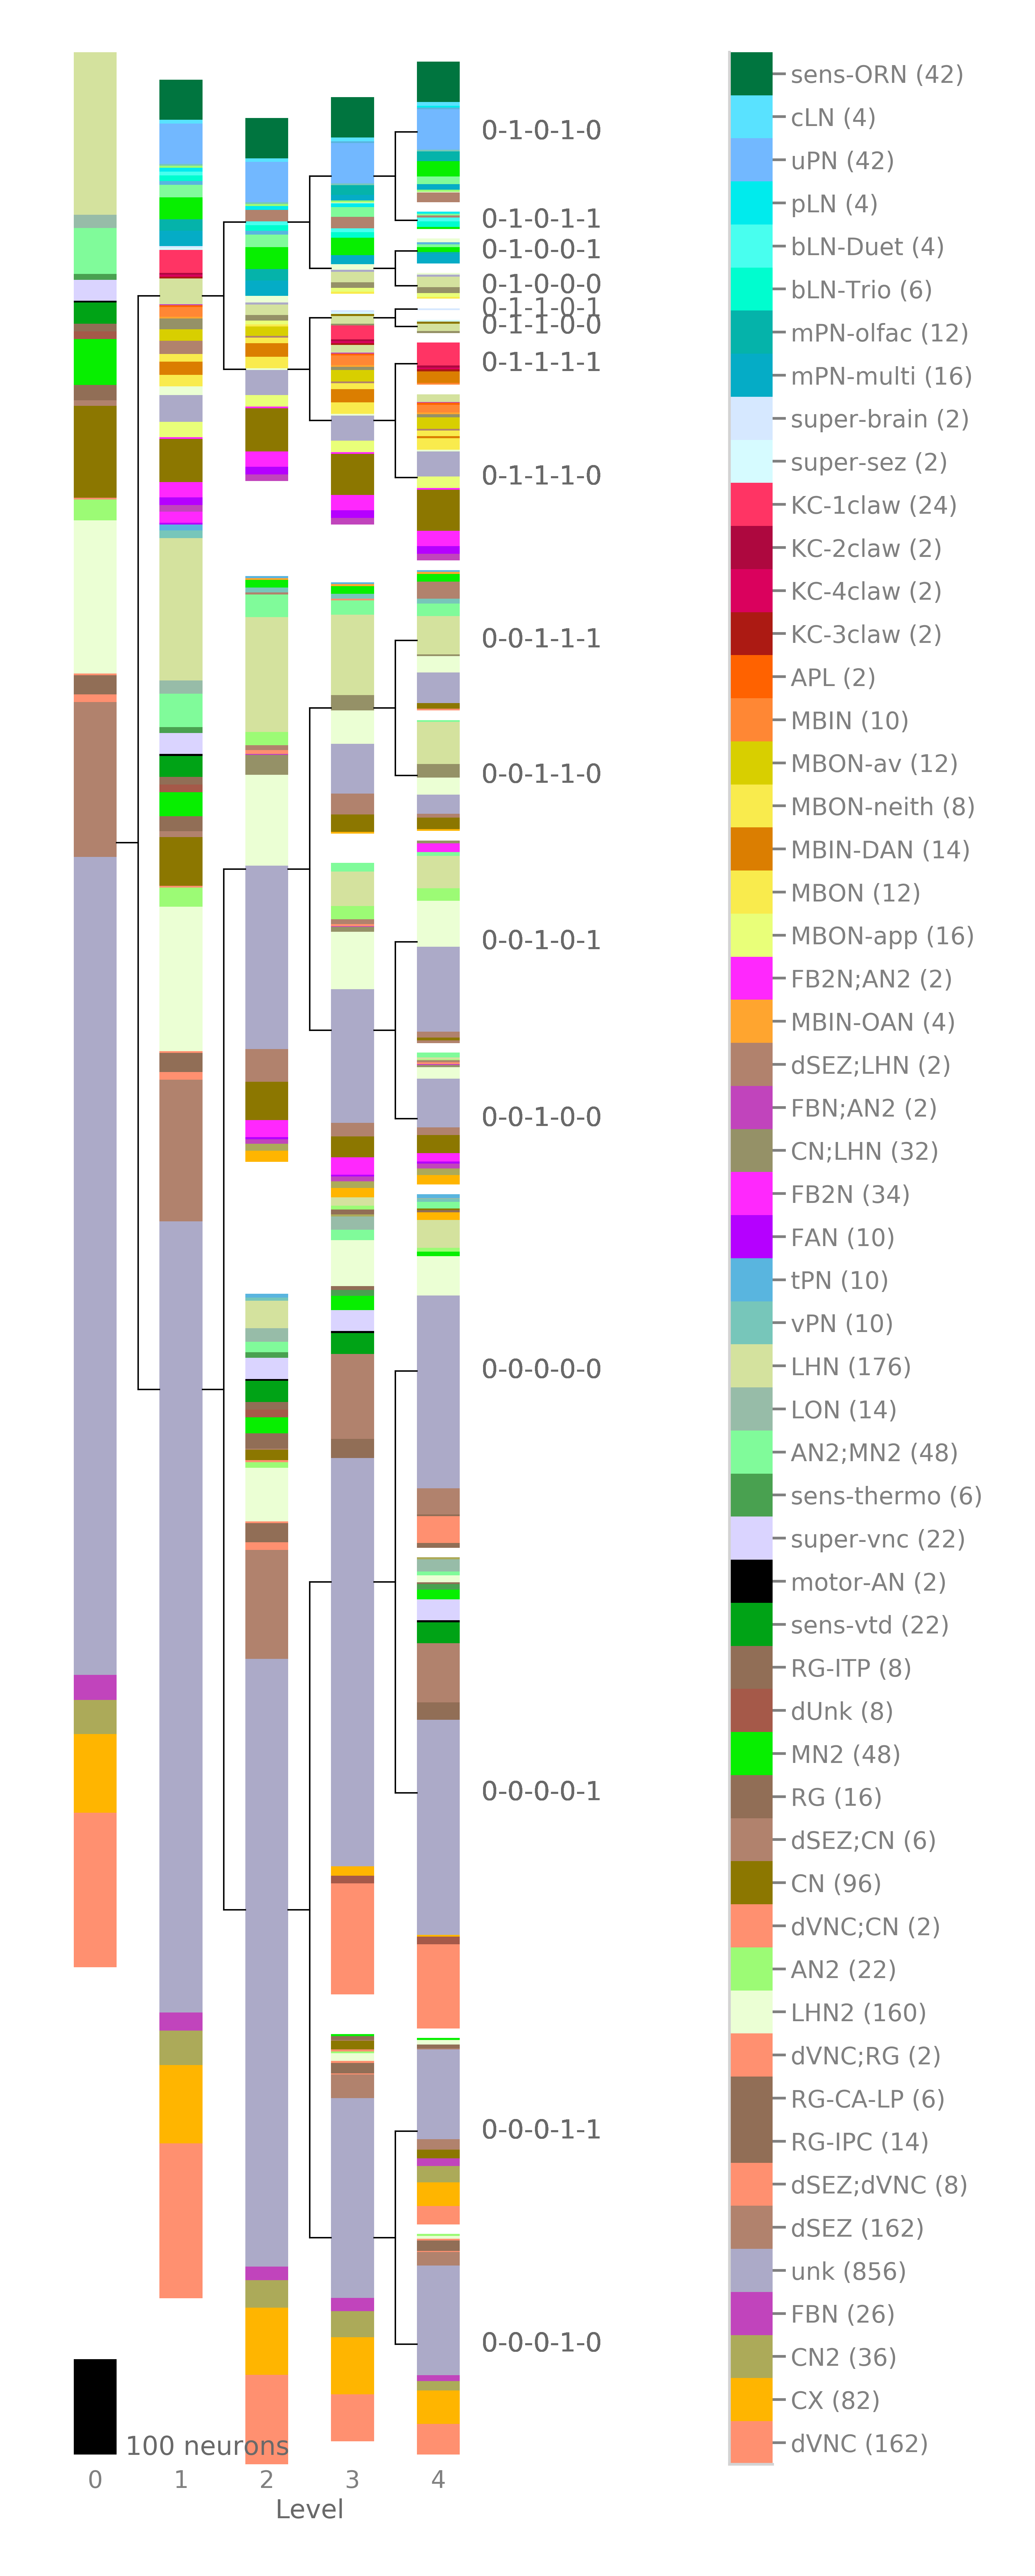 0-1-0-1-0
0-1-0-1-1
0-1-0-0-1
0-1-0-0-0
0-1-1-0-1
0-1-1-0-0
0-1-1-1-1
0-1-1-1-0
0-0-1-1-1
0-0-1-1-0
0-0-1-0-1
0-0-1-0-0
0-0-0-0-0
0-0-0-0-1
0-0-0-1-1
0-0-0-1-0
100 neurons
0 1 2 3 4
Level
sens-ORN (42)
cLN (4)
uPN (42)
pLN (4)
bLN-Duet (4)
bLN-Trio (6)
mPN-olfac (12)
mPN-multi (16)
super-brain (2)
super-sez (2)
KC-1claw (24)
KC-2claw (2)
KC-4claw (2)
KC-3claw (2)
APL (2)
MBIN (10)
MBON-av (12)
MBON-neith (8)
MBIN-DAN (14)
MBON (12)
MBON-app (16)
FB2N;AN2 (2)
MBIN-OAN (4)
dSEZ;LHN (2)
FBN;AN2 (2)
CN;LHN (32)
FB2N (34)
FAN (10)
tPN (10)
vPN (10)
LHN (176)
LON (14)
AN2;MN2 (48)
sens-thermo (6)
super-vnc (22)
motor-AN (2)
sens-vtd (22)
RG-ITP (8)
dUnk (8)
MN2 (48)
RG (16)
dSEZ;CN (6)
CN (96)
dVNC;CN (2)
AN2 (22)
LHN2 (160)
dVNC;RG (2)
RG-CA-LP (6)
RG-IPC (14)
dSEZ;dVNC (8)
dSEZ (162)
unk (856)
FBN (26)
CN2 (36)
CX (82)
dVNC (162)